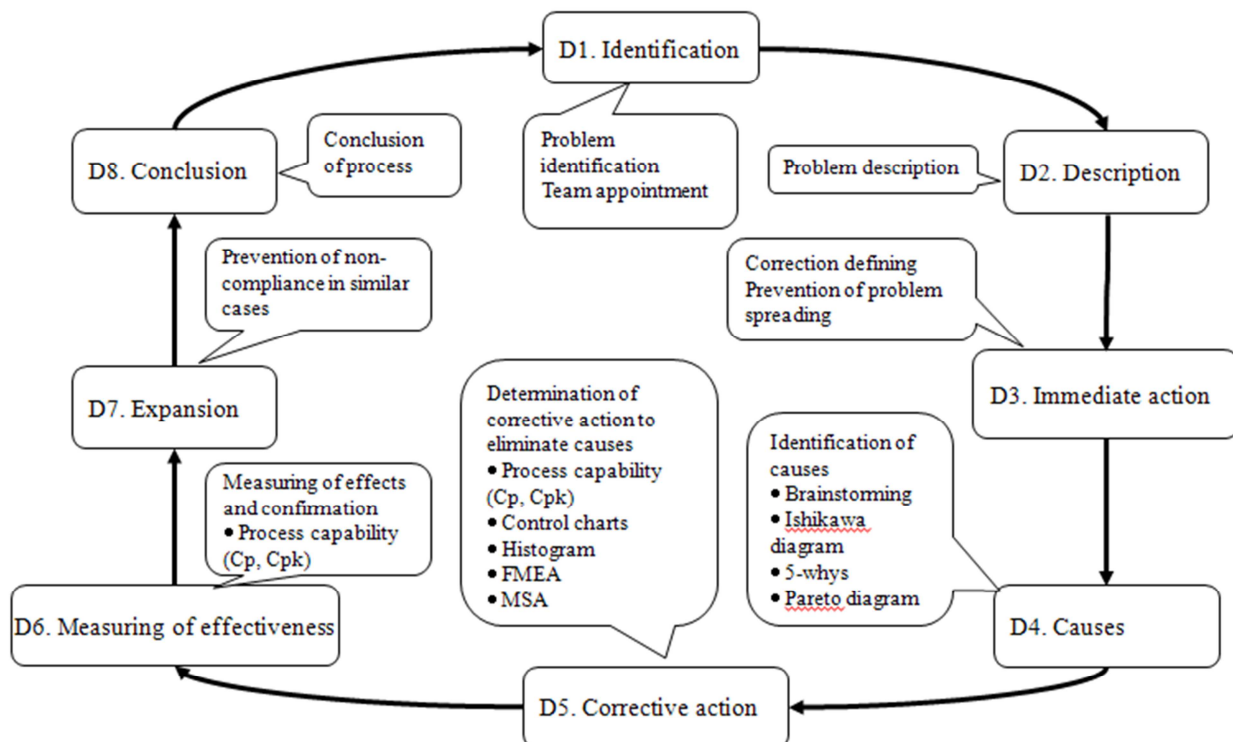 D1. Identification
Problem
identification
Team appointment
D2. Description
Problem description
D3. Immediate action
Correction defining
Prevention of problem
spreading
D4. Causes
Identification of
causes
• Brainstorming
• Ishikawa
diagram
• 5-whys
• Pareto diagram
D5. Corrective action
Determination of
corrective action to
eliminate causes
• Process capability
(Cp, Cpk)
• Control charts
• Histogram
• FMEA
• MSA
D6. Measuring of effectiveness
Measuring of effects
and confirmation
• Process capability
(Cp, Cpk)
D7. Expansion
Prevention of non-
compliance in similar
cases
D8. Conclusion
Conclusion
of process